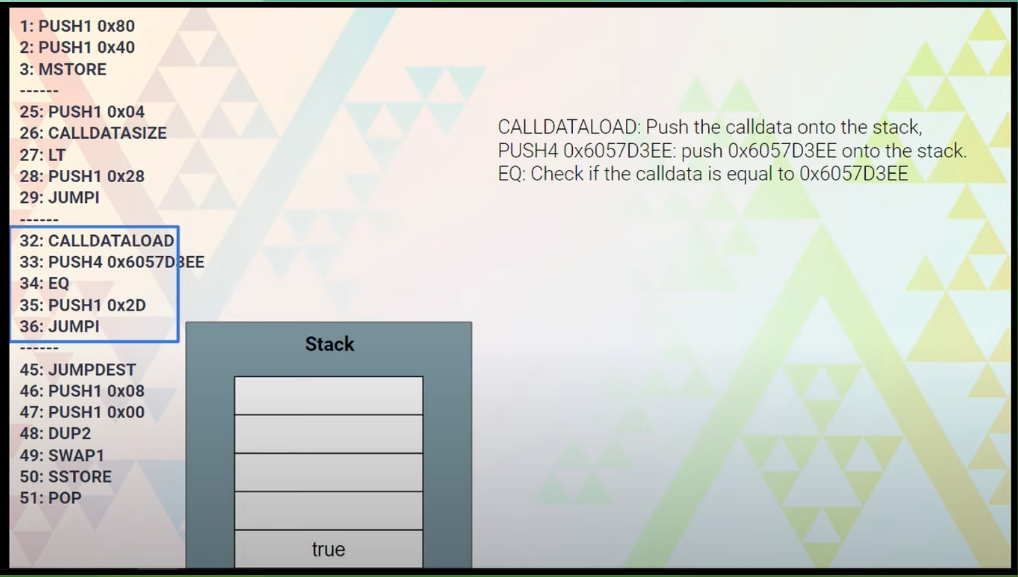 1: PUSH1 0x80
2: PUSH1 0x40
3: MSTORE
------
25: PUSH1 0x04
26: CALLDATASIZE
27: LT
28: PUSH1 0x28
29: JUMPI
------
32: CALLDATALOAD
33: PUSH4 0x6057D3EE
34: EQ
35: PUSH1 0x2D
36: JUMPI
------
45: JUMPDEST
46: PUSH1 0x08
47: PUSH1 0x00
48: DUP2
49: SWAP1
50: SSTORE
51: POP
CALLDATALOAD: Push the calldata onto the stack,
PUSH4 0x6057D3EE: push 0x6057D3EE onto the stack.
EQ: Check if the calldata is equal to 0x6057D3EE
Stack
true